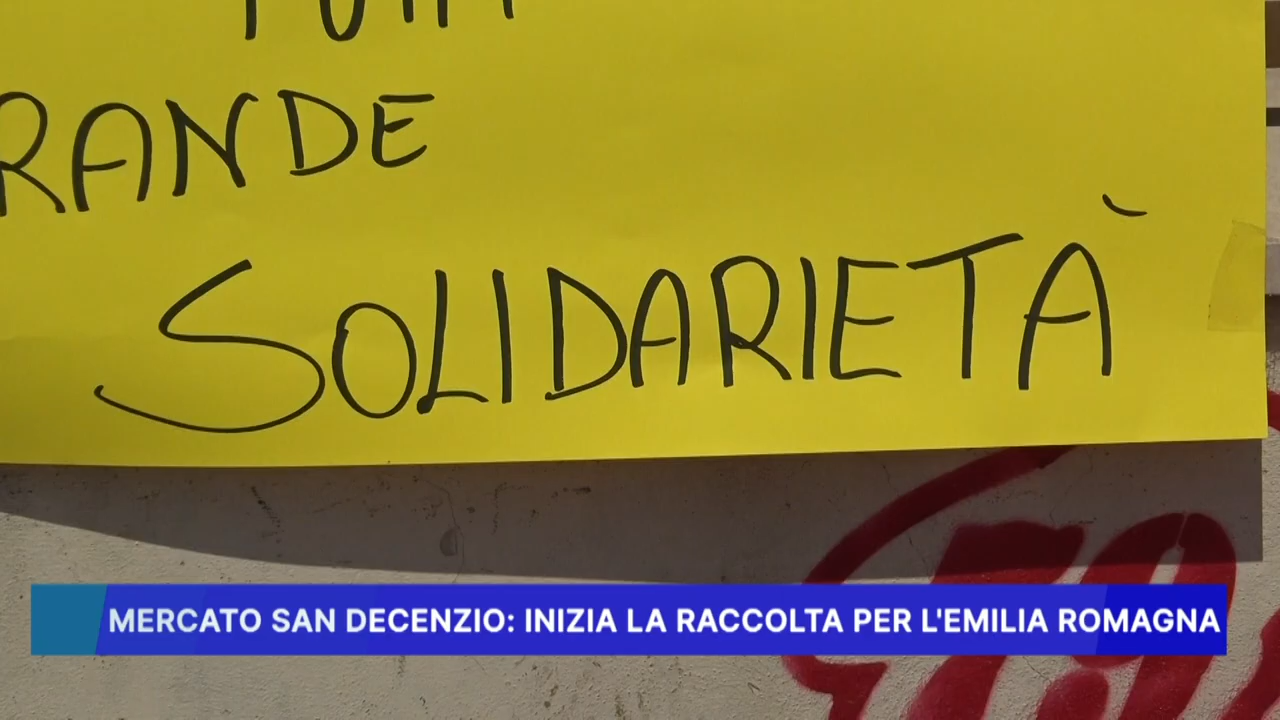 RANDE
SOLIDARIETÀ
MERCATO SAN DECENZIO: INIZIA LA RACCOLTA PER L'EMILIA ROMAGNA